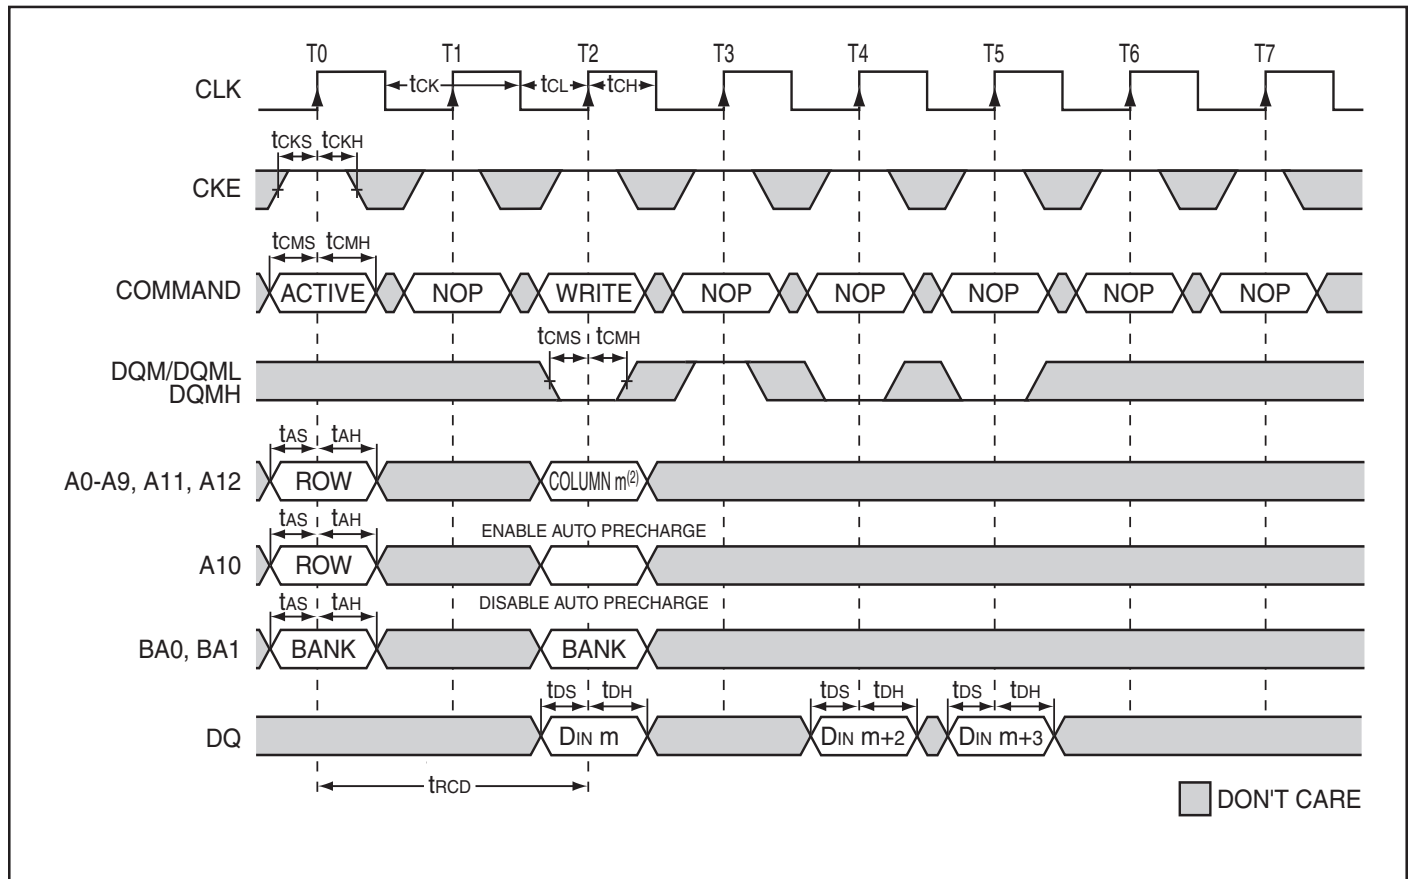 T0 T1 T2 T3 T4 T5 T6 T7
CLK tCK tCL tCH
tCKS tCKH
CKE
tCMS tCMH
COMMAND ACTIVE NOP WRITE NOP NOP NOP NOP NOP
tCMS tCMH
DQM/DQML
DQMH
tAS tAH
A0-A9, A11, A12 ROW COLUMN m(2)
tAS tAH ENABLE AUTO PRECHARGE
A10 ROW
tAS tAH DISABLE AUTO PRECHARGE
BA0, BA1 BANK BANK
tDS tDH tDS tDH tDS tDH
DQ DIN m DIN m+2 DIN m+3
tRCD
DON'T CARE